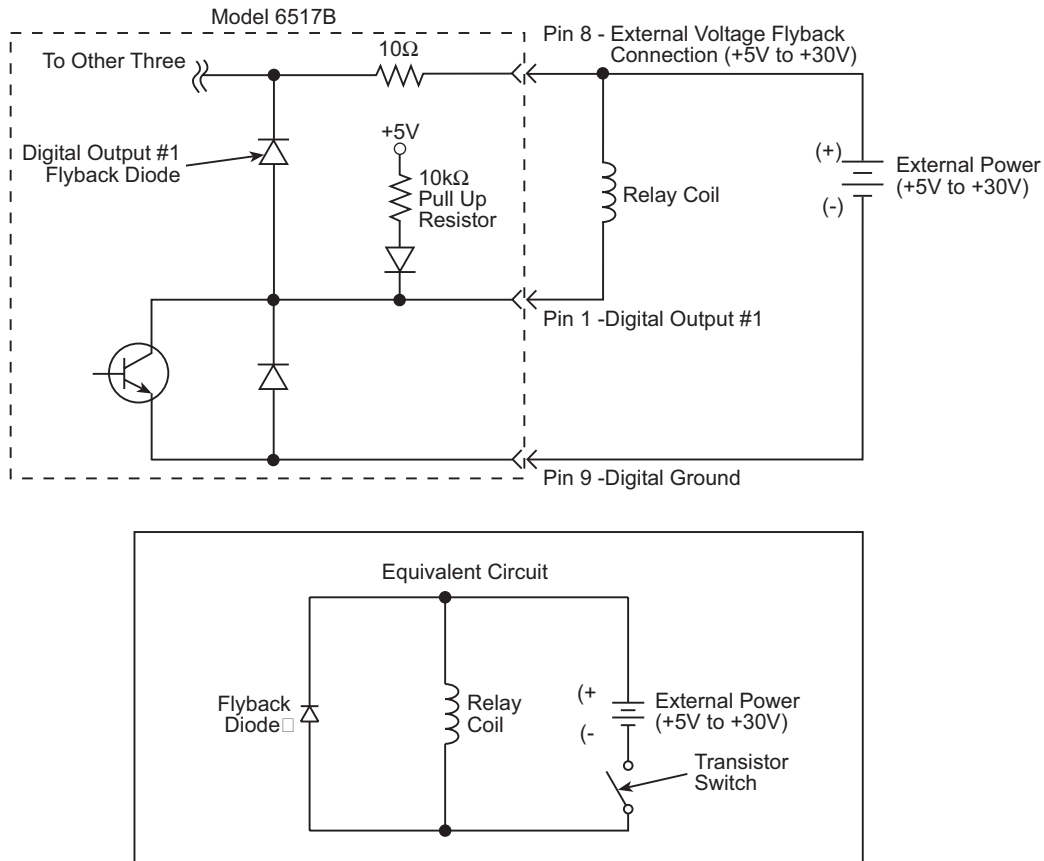 Model 6517B
To Other Three
10Ω
Pin 8 - External Voltage Flyback
Connection (+5V to +30V)
Digital Output #1
Flyback Diode
+5V
10kΩ
Pull Up
Resistor
Relay Coil
(+)
(-)
External Power
(+5V to +30V)
Pin 1 -Digital Output #1
Pin 9 -Digital Ground
Equivalent Circuit
Flyback
Diode□
Relay
Coil
(+
(-
External Power
(+5V to +30V)
Transistor
Switch